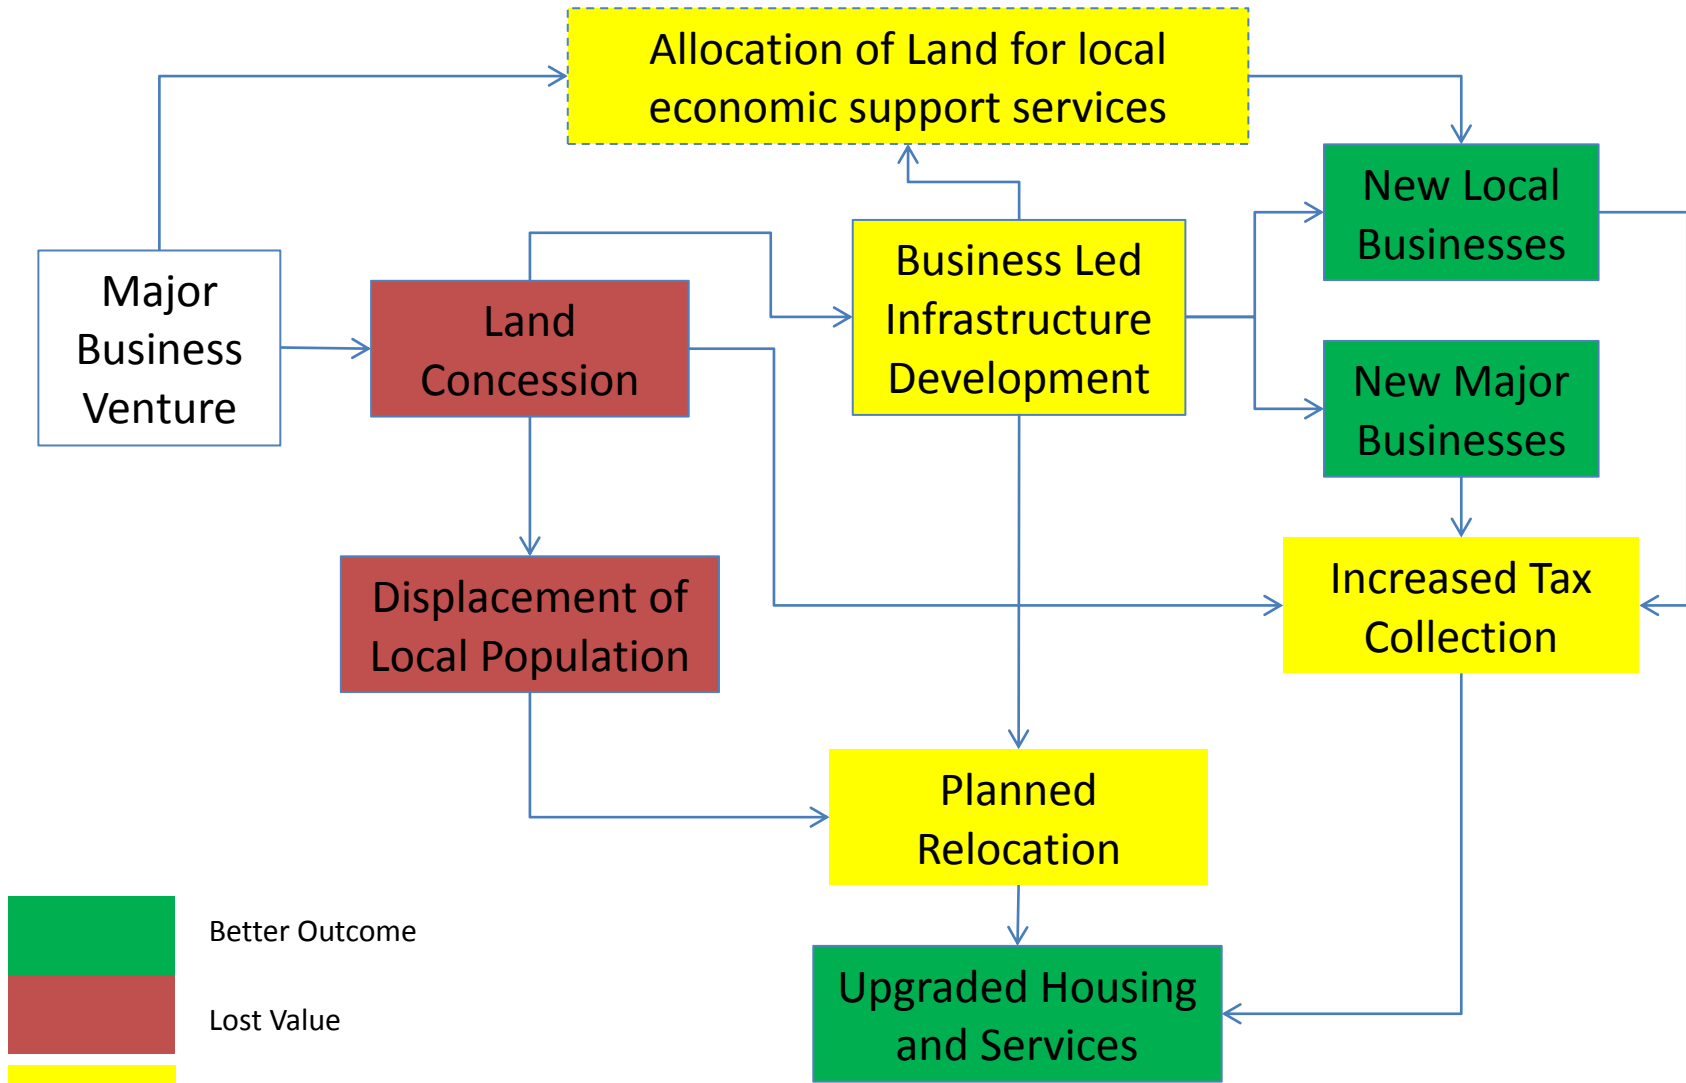 Allocation of Land for local
economic support services
New Local
Businesses
Major
Business
Venture
Land
Concession
Business Led
Infrastructure
Development
New Major
Businesses
Displacement of
Local Population
Increased Tax
Collection
Planned
Relocation
Upgraded Housing
and Services
Better Outcome
Lost Value